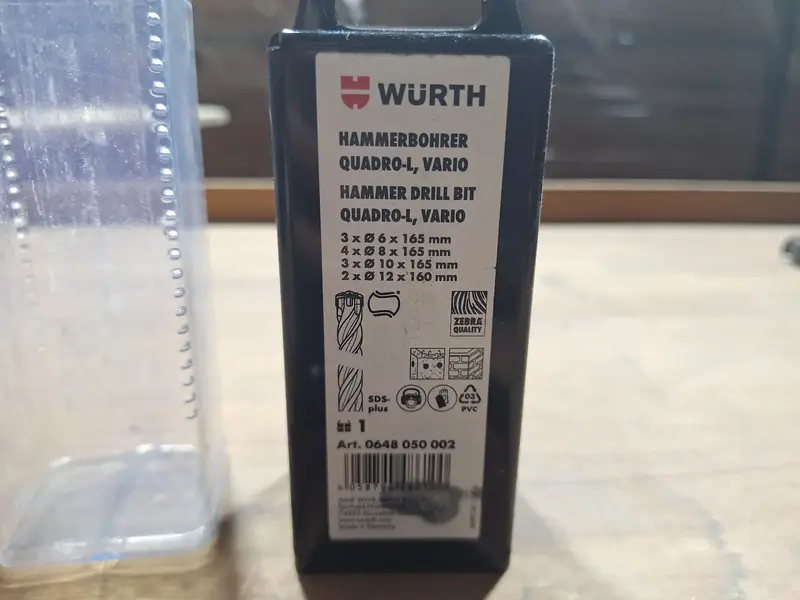 WÜRTH
HAMMERBOHRER
QUADRO-L, VARIO
HAMMER DRILL BIT
QUADRO-L, VARIO
3 x Ø 6 x 165 mm
4 x Ø 8 x 165 mm
3 x Ø 10 x 165 mm
2 x Ø 12 x 160 mm
ZEBRA
QUALITY
SDS-
plus
03
PVC
1
Art. 0648 050 002
Made in Germany